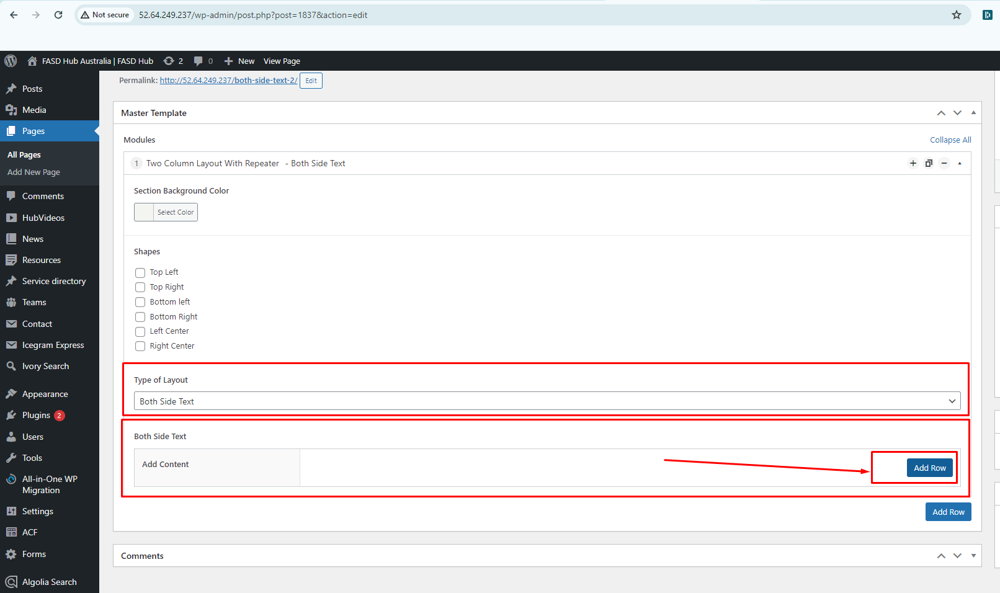 Not secure 52.64.249.237/wp-admin/post.php?post=1837&action=edit
FASD Hub Australia | FASD Hub 2 0 New View Page
Permalink: http://52.64.249.237/both-side-text-2/ Edit
Posts
Media
Pages
All Pages
Add New Page
Comments
HubVideos
News
Resources
Service directory
Teams
Contact
Icegram Express
Ivory Search
Appearance
Plugins 2
Users
Tools
All-in-One WP
Migration
Settings
ACF
Forms
Algolia Search
Master Template
Modules Collapse All
1 Two Column Layout With Repeater - Both Side Text
Section Background Color
Select Color
Shapes
Top Left
Top Right
Bottom left
Bottom Right
Left Center
Right Center
Type of Layout
Both Side Text
Both Side Text
Add Content Add Row
Add Row
Comments